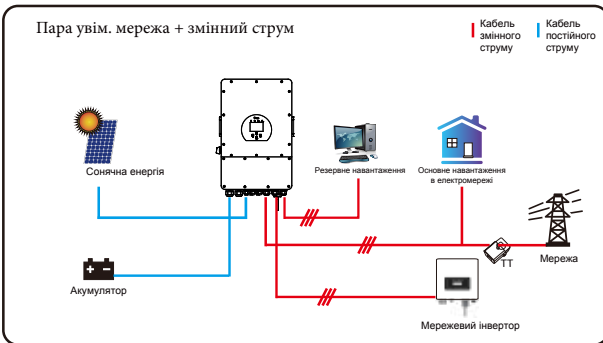 Пара увім. мережа + змінний струм
Кабель
змінного
струму
Кабель
постійного
струму
Сонячна енергія
Резервне навантаження
Основне навантаження
в електромережі
Мережа
ТТ
Акумулятор
Мережевий інвертор